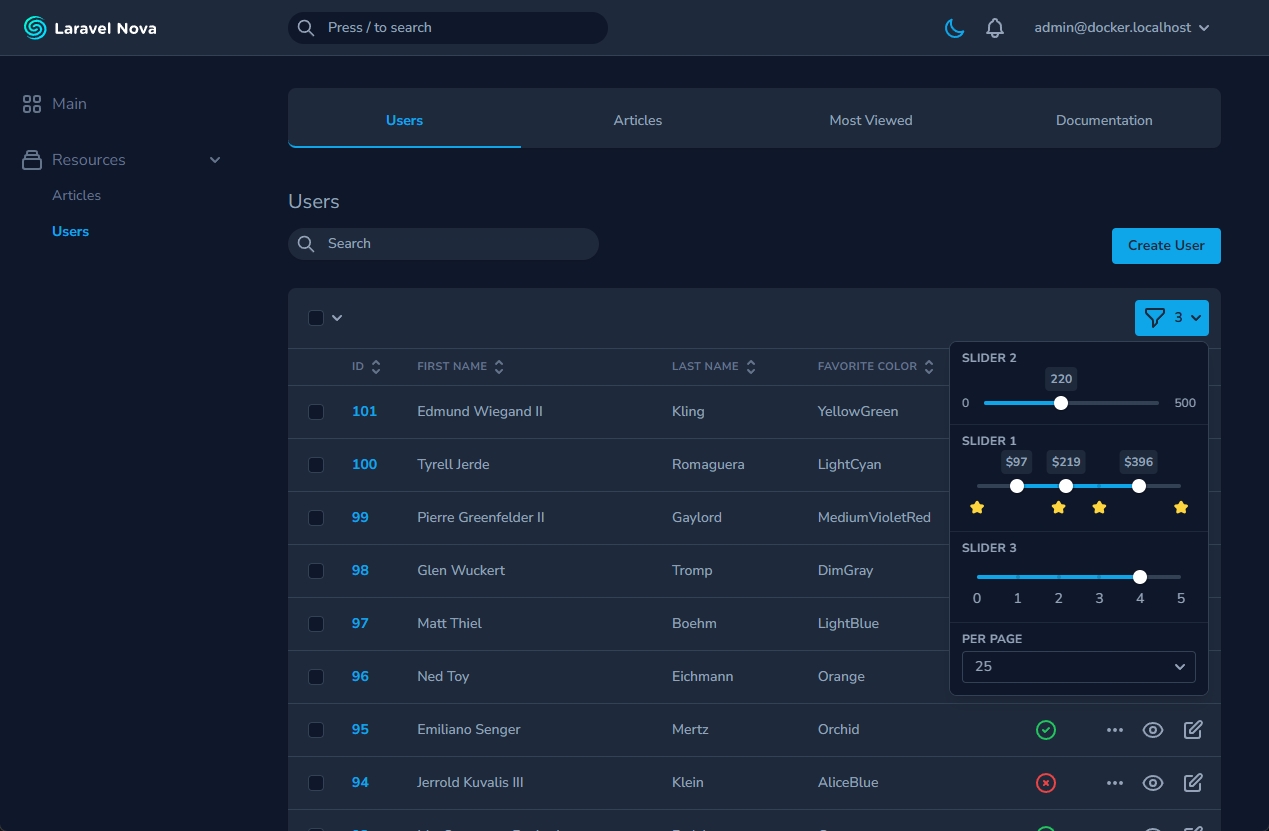 Laravel Nova
Press / to search
admin@docker.localhost
Main
Resources
Articles
Users
Users Articles Most Viewed Documentation
Users
Search
Create User
3
ID FIRST NAME LAST NAME FAVORITE COLOR
101 Edmund Wiegand II Kling YellowGreen
100 Tyrell Jerde Romaguera LightCyan
99 Pierre Greenfelder II Gaylord MediumVioletRed
98 Glen Wuckert Tromp DimGray
97 Matt Thiel Boehm LightBlue
96 Ned Toy Eichmann Orange
95 Emiliano Senger Mertz Orchid
94 Jerrold Kuvalis III Klein AliceBlue
SLIDER 2
220
0 500
SLIDER 1
$97 $219 $396
SLIDER 3
0 1 2 3 4 5
PER PAGE
25